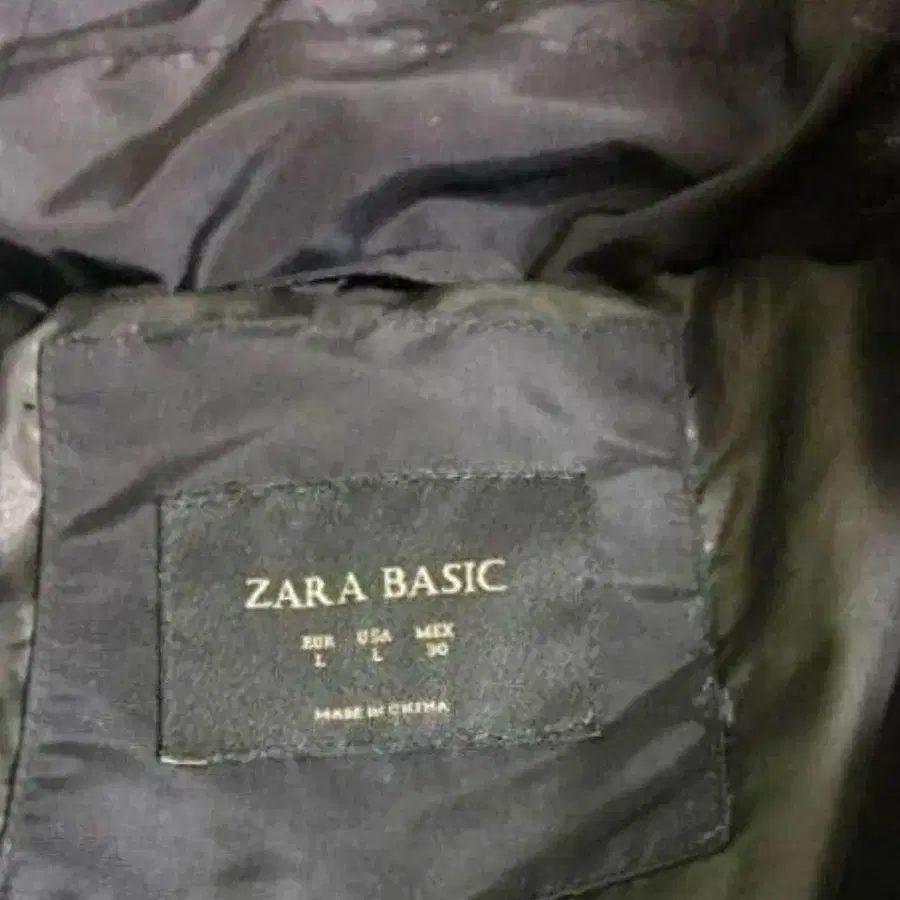 ZARA BASIC
EUR USA MEX
L L 30
MADE IN CHINA